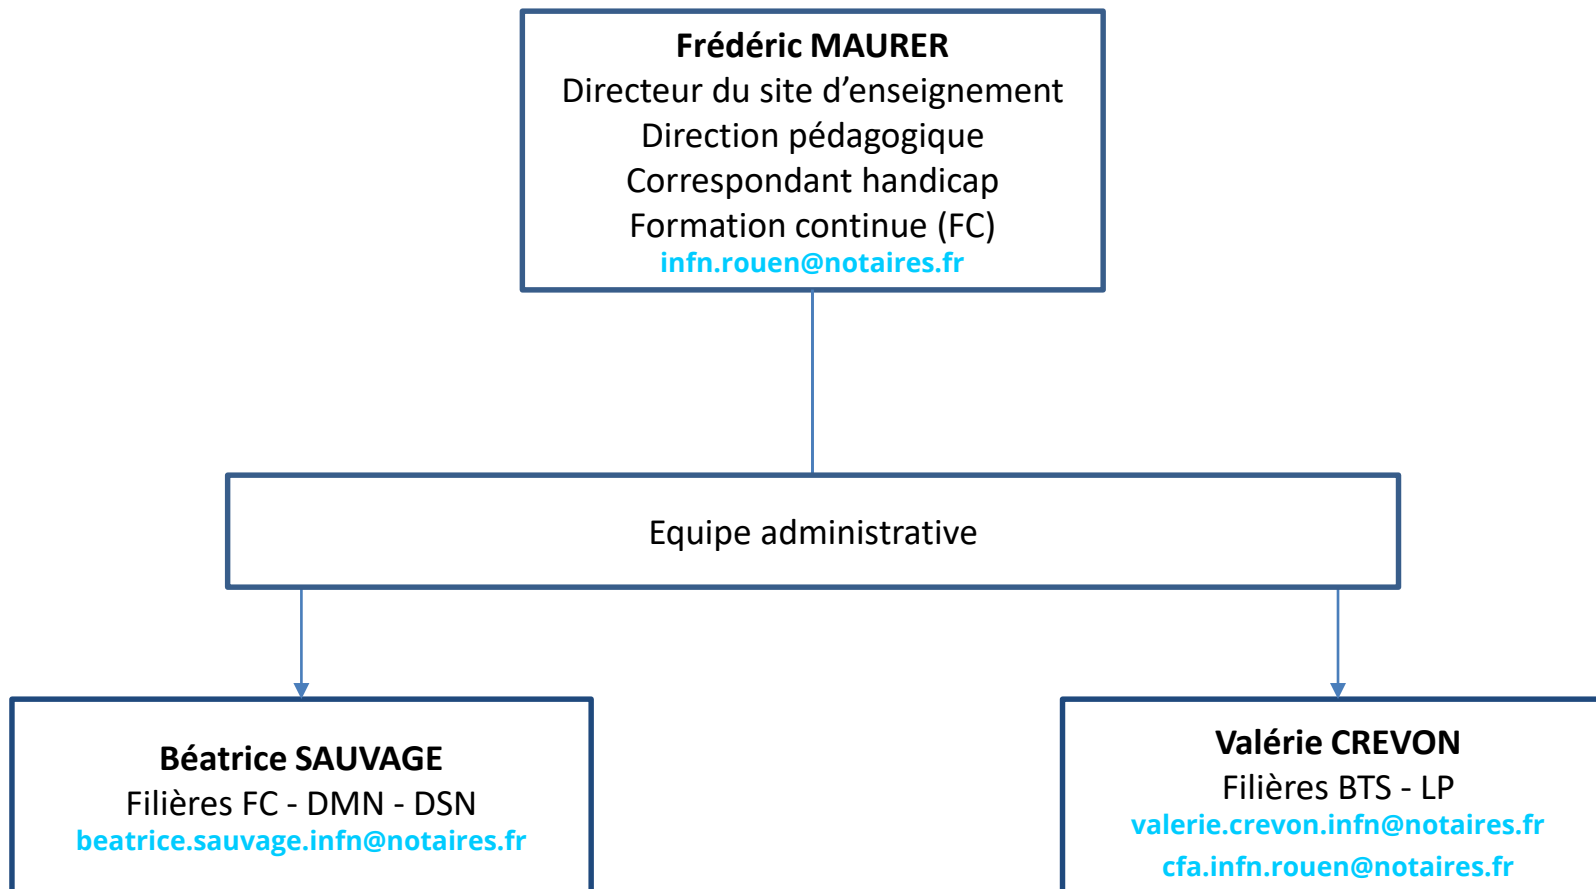 Frédéric MAURER
Directeur du site d’enseignement
Direction pédagogique
Correspondant handicap
Formation continue (FC)
infn.rouen@notaires.fr
Equipe administrative
Béatrice SAUVAGE
Filières FC - DMN - DSN
beatrice.sauvage.infn@notaires.fr
Valérie CREVON
Filières BTS - LP
valerie.crevon.infn@notaires.fr
cfa.infn.rouen@notaires.fr